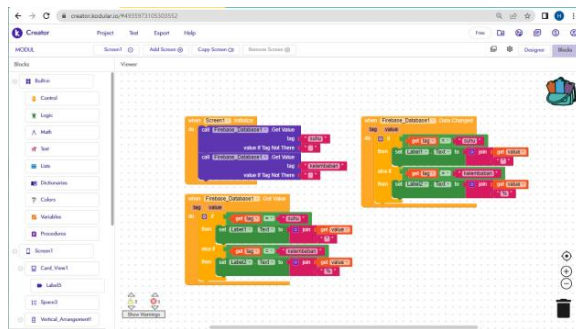 creator.kodular.io/#4935973105303552
Creator
Project Test Export Help
Free
MODUL
Screen1 Add Screen Copy Screen Remove Screen
Designer Blocks
Blocks
Viewer
Built-in
Control
Logic
Math
Text
Lists
Dictionaries
Colors
Variables
Procedures
Screen1
Card_View1
Label5
Space3
Vertical_Arrangement1
when Screen1 Initialize
do call Firebase_Database1 Get Value
tag "suhu"
value If Tag Not There
call Firebase_Database1 Get Value
tag "kelembaban"
value If Tag Not There
when Firebase_Database1 Got Value
tag value
do if get tag = "suhu"
then set Label1 Text to join get value
else if get tag = "kelembaban"
then set Label2 Text to join get value
"%"
when Firebase_Database1 Data Changed
tag value
do if get tag = "suhu"
then set Label1 Text to join get value
else if get tag = "kelembaban"
then set Label2 Text to join get value
"%"
Show Warnings